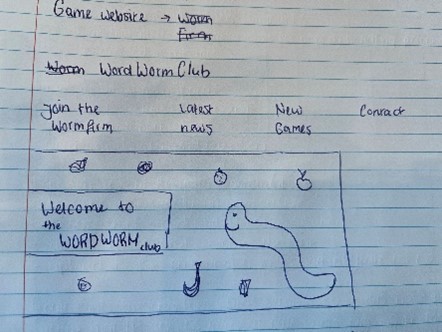 Game website → Worm
Firm
Worm Word Worm Club
Join the Latest New Contact
Wormfirm news Games
Welcome to
the
WORDWORM club